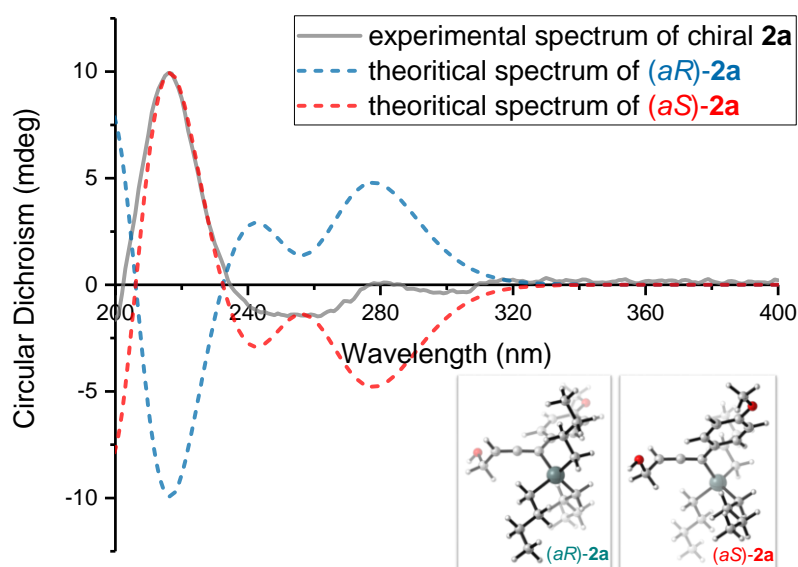 experimental spectrum of chiral 2a
theoritical spectrum of (aR)-2a
theoritical spectrum of (aS)-2a
Circular Dichroism (mdeg)
10
5
0
-5
-10
200
240
280
320
360
400
Wavelength (nm)
(aR)-2a
(aS)-2a